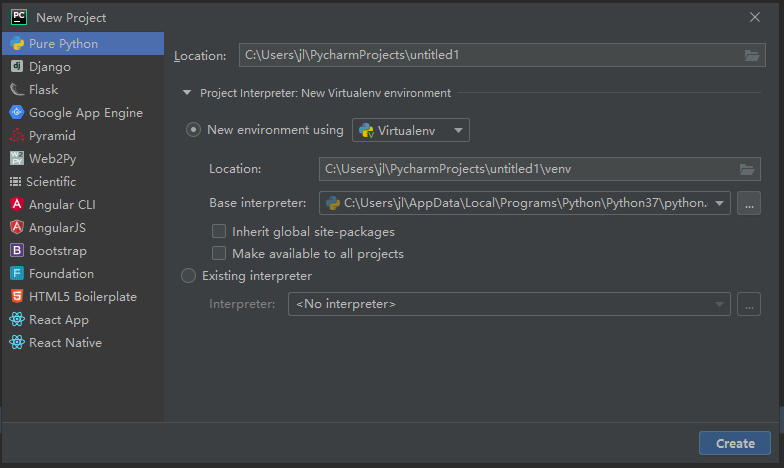 PC New Project
Pure Python
Django
Flask
Google App Engine
Pyramid
Web2Py
Scientific
Angular CLI
AngularJS
Bootstrap
Foundation
HTML5 Boilerplate
React App
React Native
Location: C:\Users\jl\PycharmProjects\untitled1
Project Interpreter: New Virtualenv environment
New environment using Virtualenv
Location: C:\Users\jl\PycharmProjects\untitled1\venv
Base interpreter: C:\Users\jl\AppData\Local\Programs\Python\Python37\python. ...
Inherit global site-packages
Make available to all projects
Existing interpreter
Interpreter: <No interpreter> ...
Create